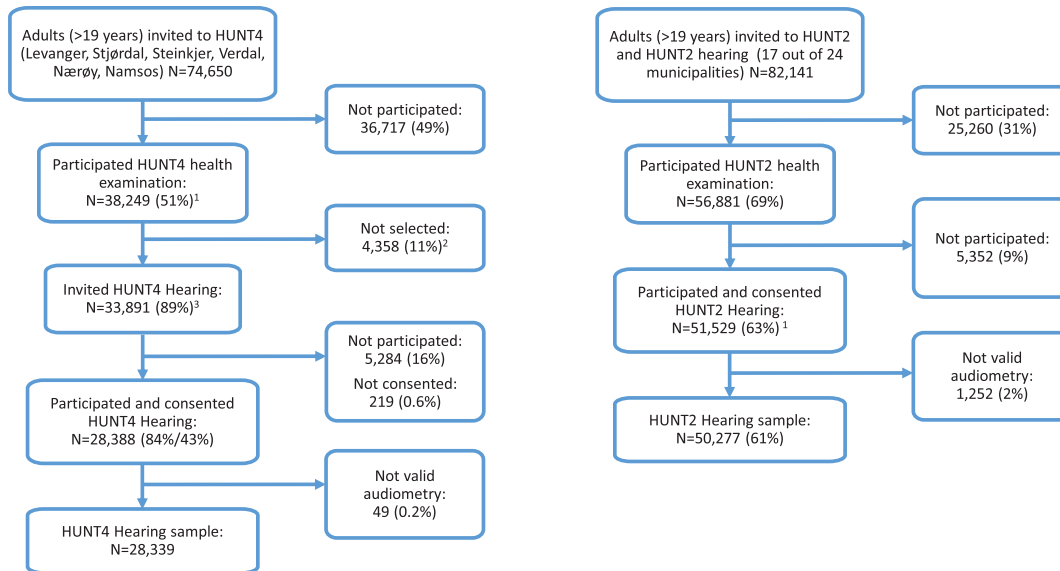 Adults (>19 years) invited to HUNT4
(Levanger, Stjørdal, Steinkjer, Verdal,
Nærøy, Namsos) N=74,650
Not participated:
36,717 (49%)
Participated HUNT4 health
examination:
N=38,249 (51%)¹
Not selected:
4,358 (11%)²
Invited HUNT4 Hearing:
N=33,891 (89%)³
Not participated:
5,284 (16%)
Not consented:
219 (0.6%)
Participated and consented
HUNT4 Hearing:
N=28,388 (84%/43%)
Not valid
audiometry:
49 (0.2%)
HUNT4 Hearing sample:
N=28,339
Adults (>19 years) invited to HUNT2
and HUNT2 hearing (17 out of 24
municipalities) N=82,141
Not participated:
25,260 (31%)
Participated HUNT2 health
examination:
N=56,881 (69%)
Not participated:
5,352 (9%)
Participated and consented
HUNT2 Hearing:
N=51,529 (63%) ¹
Not valid
audiometry:
1,252 (2%)
HUNT2 Hearing sample:
N=50,277 (61%)